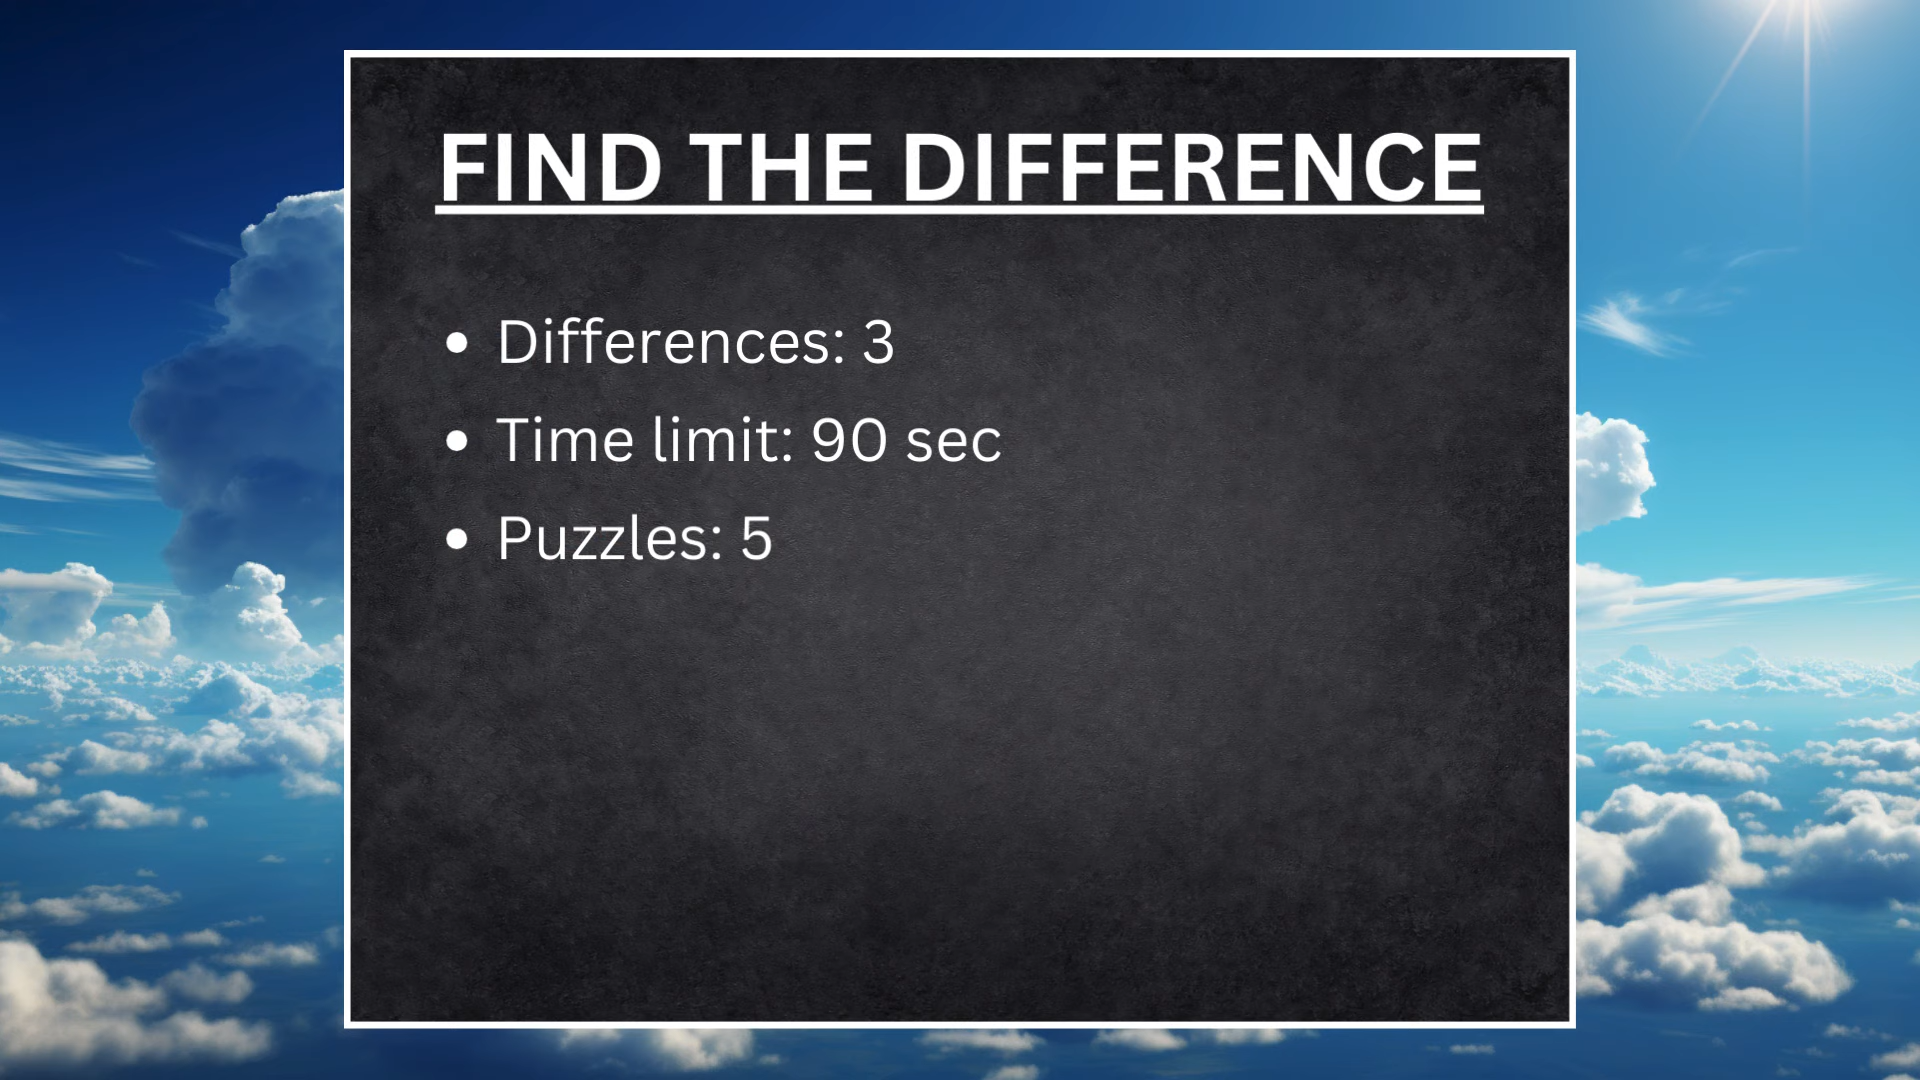 FIND THE DIFFERENCE
• Differences: 3
• Time limit: 90 sec
• Puzzles: 5